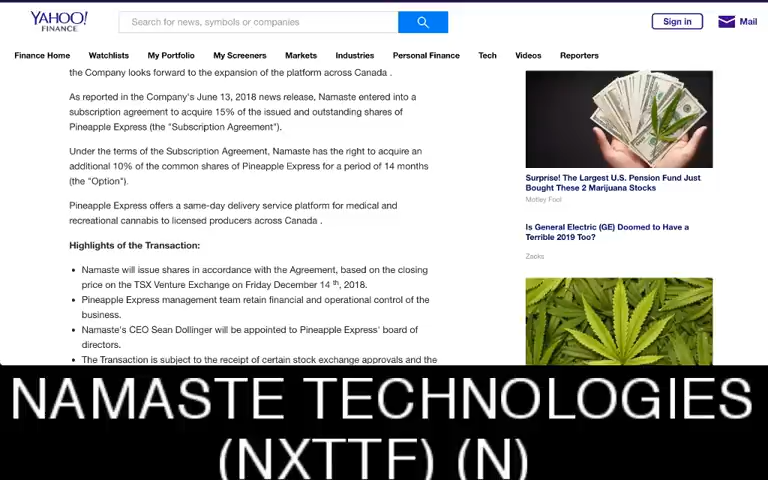 YAHOO!
FINANCE
Search for news, symbols or companies
Sign in
Mail
Finance Home Watchlists My Portfolio My Screeners Markets Industries Personal Finance Tech Videos Reporters
the Company looks forward to the expansion of the platform across Canada .
As reported in the Company's June 13, 2018 news release, Namaste entered into a
subscription agreement to acquire 15% of the issued and outstanding shares of
Pineapple Express (the "Subscription Agreement").
Under the terms of the Subscription Agreement, Namaste has the right to acquire an
additional 10% of the common shares of Pineapple Express for a period of 14 months
(the "Option").
Pineapple Express offers a same-day delivery service platform for medical and
recreational cannabis to licensed producers across Canada .
Highlights of the Transaction:
• Namaste will issue shares in accordance with the Agreement, based on the closing
price on the TSX Venture Exchange on Friday December 14 th, 2018.
• Pineapple Express management team retain financial and operational control of the
business.
• Namaste's CEO Sean Dollinger will be appointed to Pineapple Express' board of
directors.
• The Transaction is subject to the receipt of certain stock exchange approvals and the
Surprise! The Largest U.S. Pension Fund Just
Bought These 2 Marijuana Stocks
Motley Fool
Is General Electric (GE) Doomed to Have a
Terrible 2019 Too?
Zacks
NAMASTE TECHNOLOGIES
(NXTTF) (N)